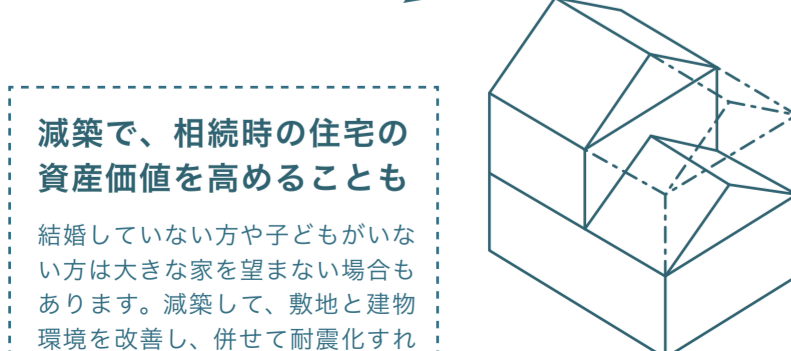 減築で、相続時の住宅の
資産価値を高めることも
結婚していない方や子どもがいな
い方は大きな家を望まない場合も
あります。減築して、敷地と建物
環境を改善し、併せて耐震化すれ